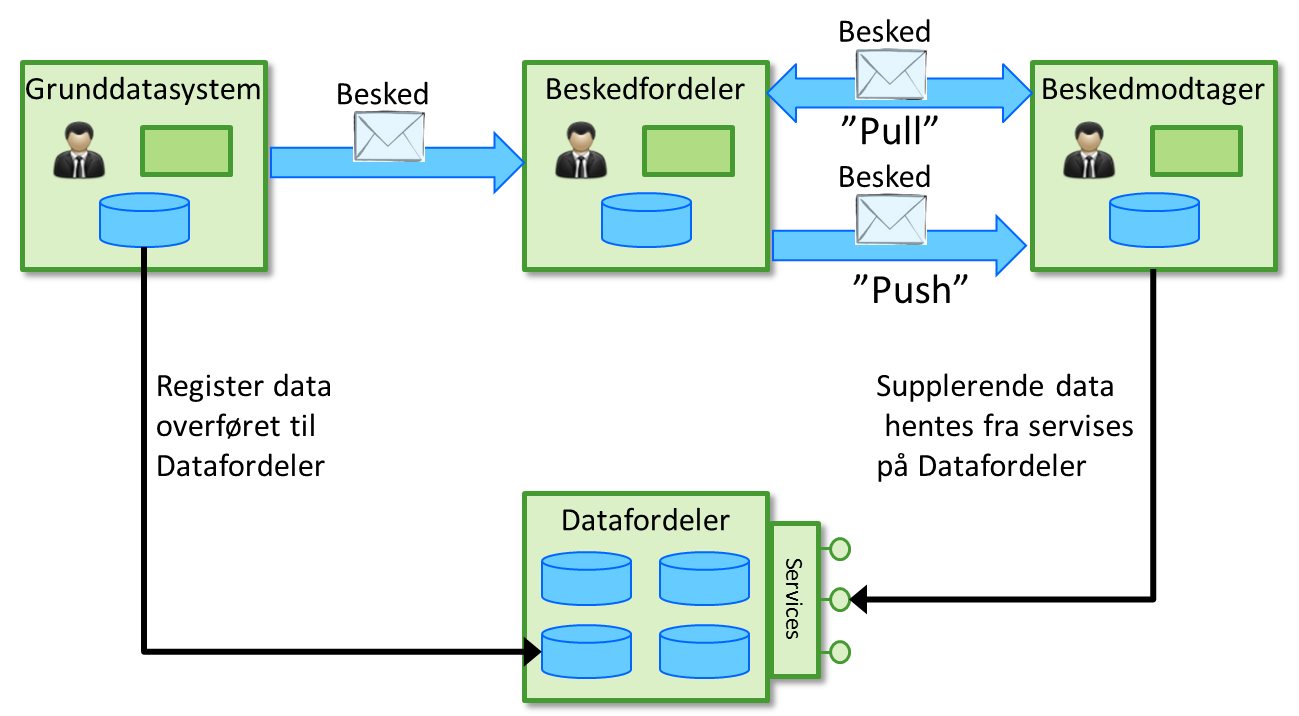 Besked
Grunddatasystem
Besked
Beskedfordeler
Beskedmodtager
”Pull”
Besked
”Push”
Register data
overføret til
Datafordeler
Supplerende data
hentes fra servises
på Datafordeler
Datafordeler
Services